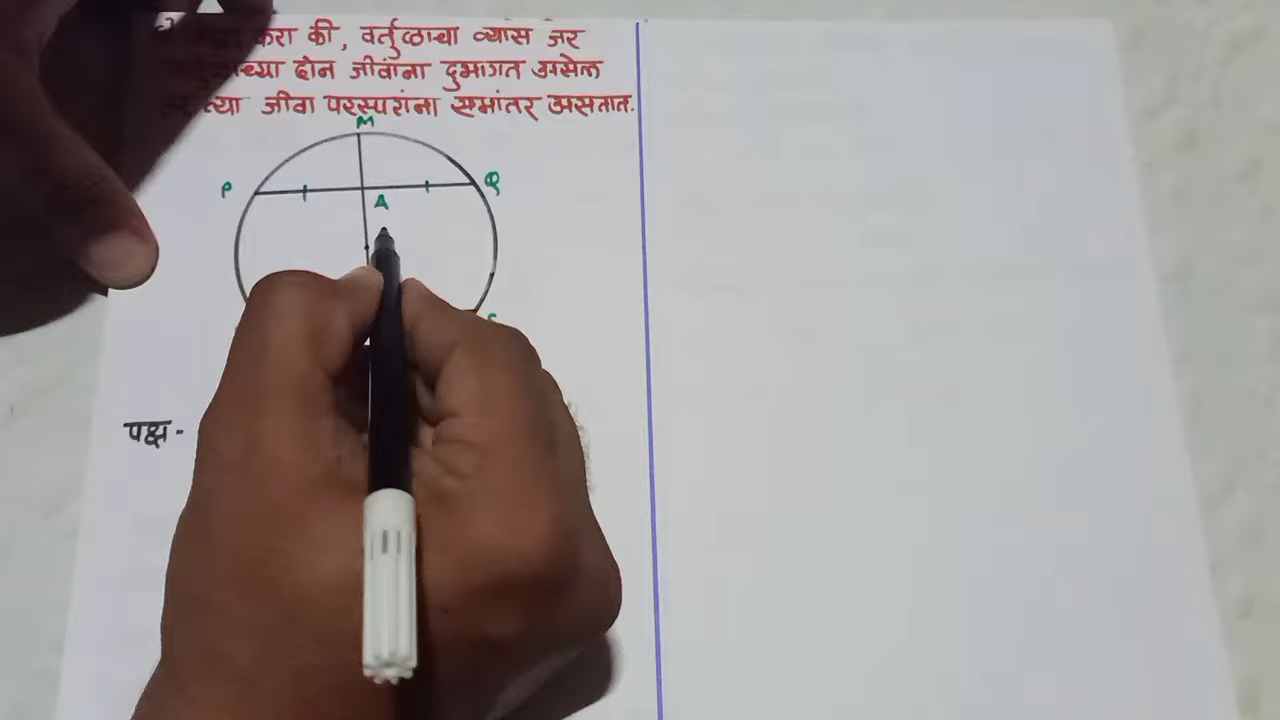 करा की, वर्तुळाचा व्यास जर
दोन जीवांना दुभागत असेल
त्या जीवा परस्परांना समांतर असतात.
M
P
Q
A
S
पक्ष -